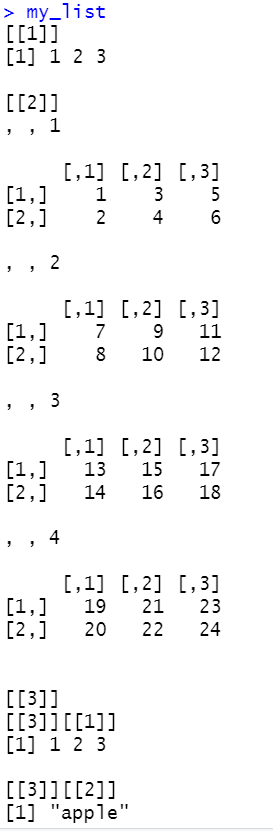 > my_list
[[1]]
[1] 1 2 3
[[2]]
, , 1
[,1] [,2] [,3]
[1,] 1 3 5
[2,] 2 4 6
, , 2
[,1] [,2] [,3]
[1,] 7 9 11
[2,] 8 10 12
, , 3
[,1] [,2] [,3]
[1,] 13 15 17
[2,] 14 16 18
, , 4
[,1] [,2] [,3]
[1,] 19 21 23
[2,] 20 22 24
[[3]]
[[3]][[1]]
[1] 1 2 3
[[3]][[2]]
[1] "apple"